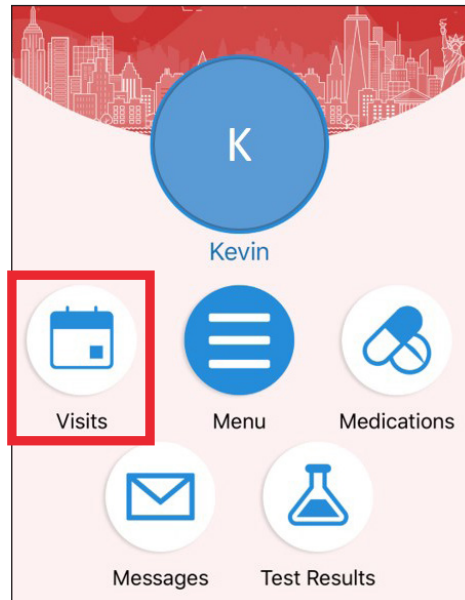 K
Kevin
Visits
Menu
Medications
Messages
Test Results